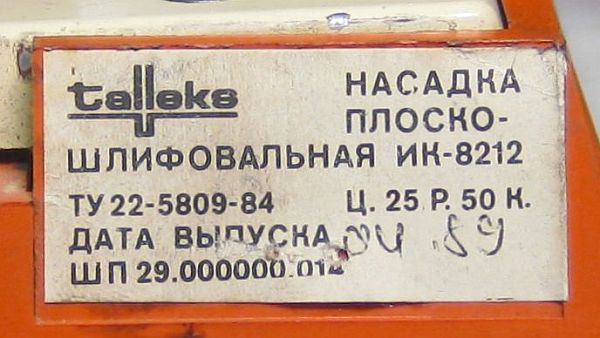 talleks НАСАДКА
ПЛОСКО-
ШЛИФОВАЛЬНАЯ ИК-8212
ТУ 22-5809-84 Ц. 25 Р. 50 К.
ДАТА ВЫПУСКА 04.89
ШП 29.000000.014